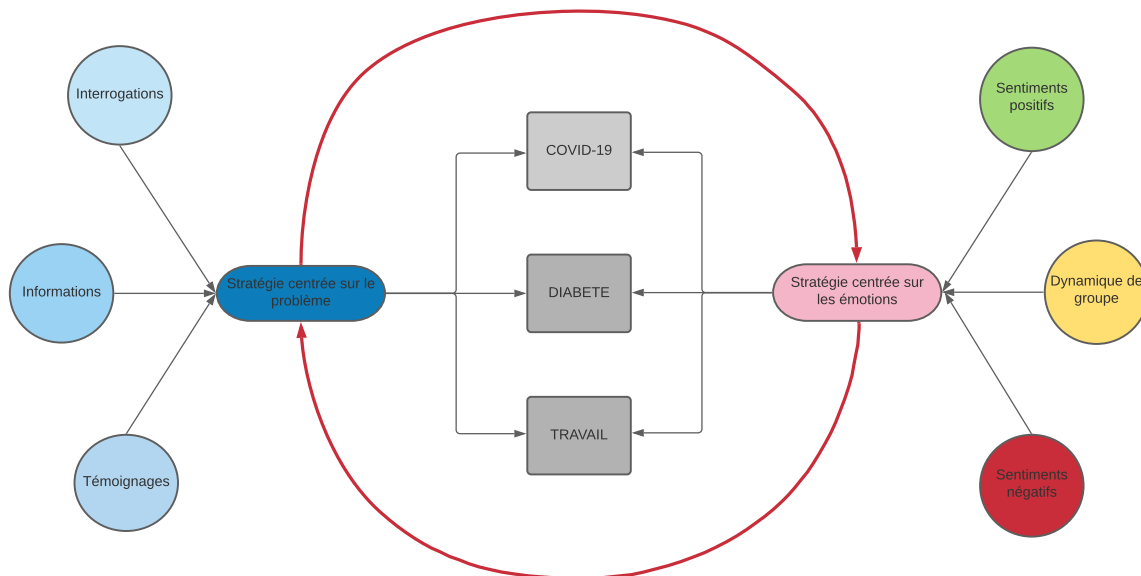 Interrogations
Informations
Témoignages
Stratégie centrée sur le
problème
COVID-19
DIABETE
TRAVAIL
Stratégie centrée sur
les émotions
Sentiments
positifs
Dynamique de
groupe
Sentiments
négatifs